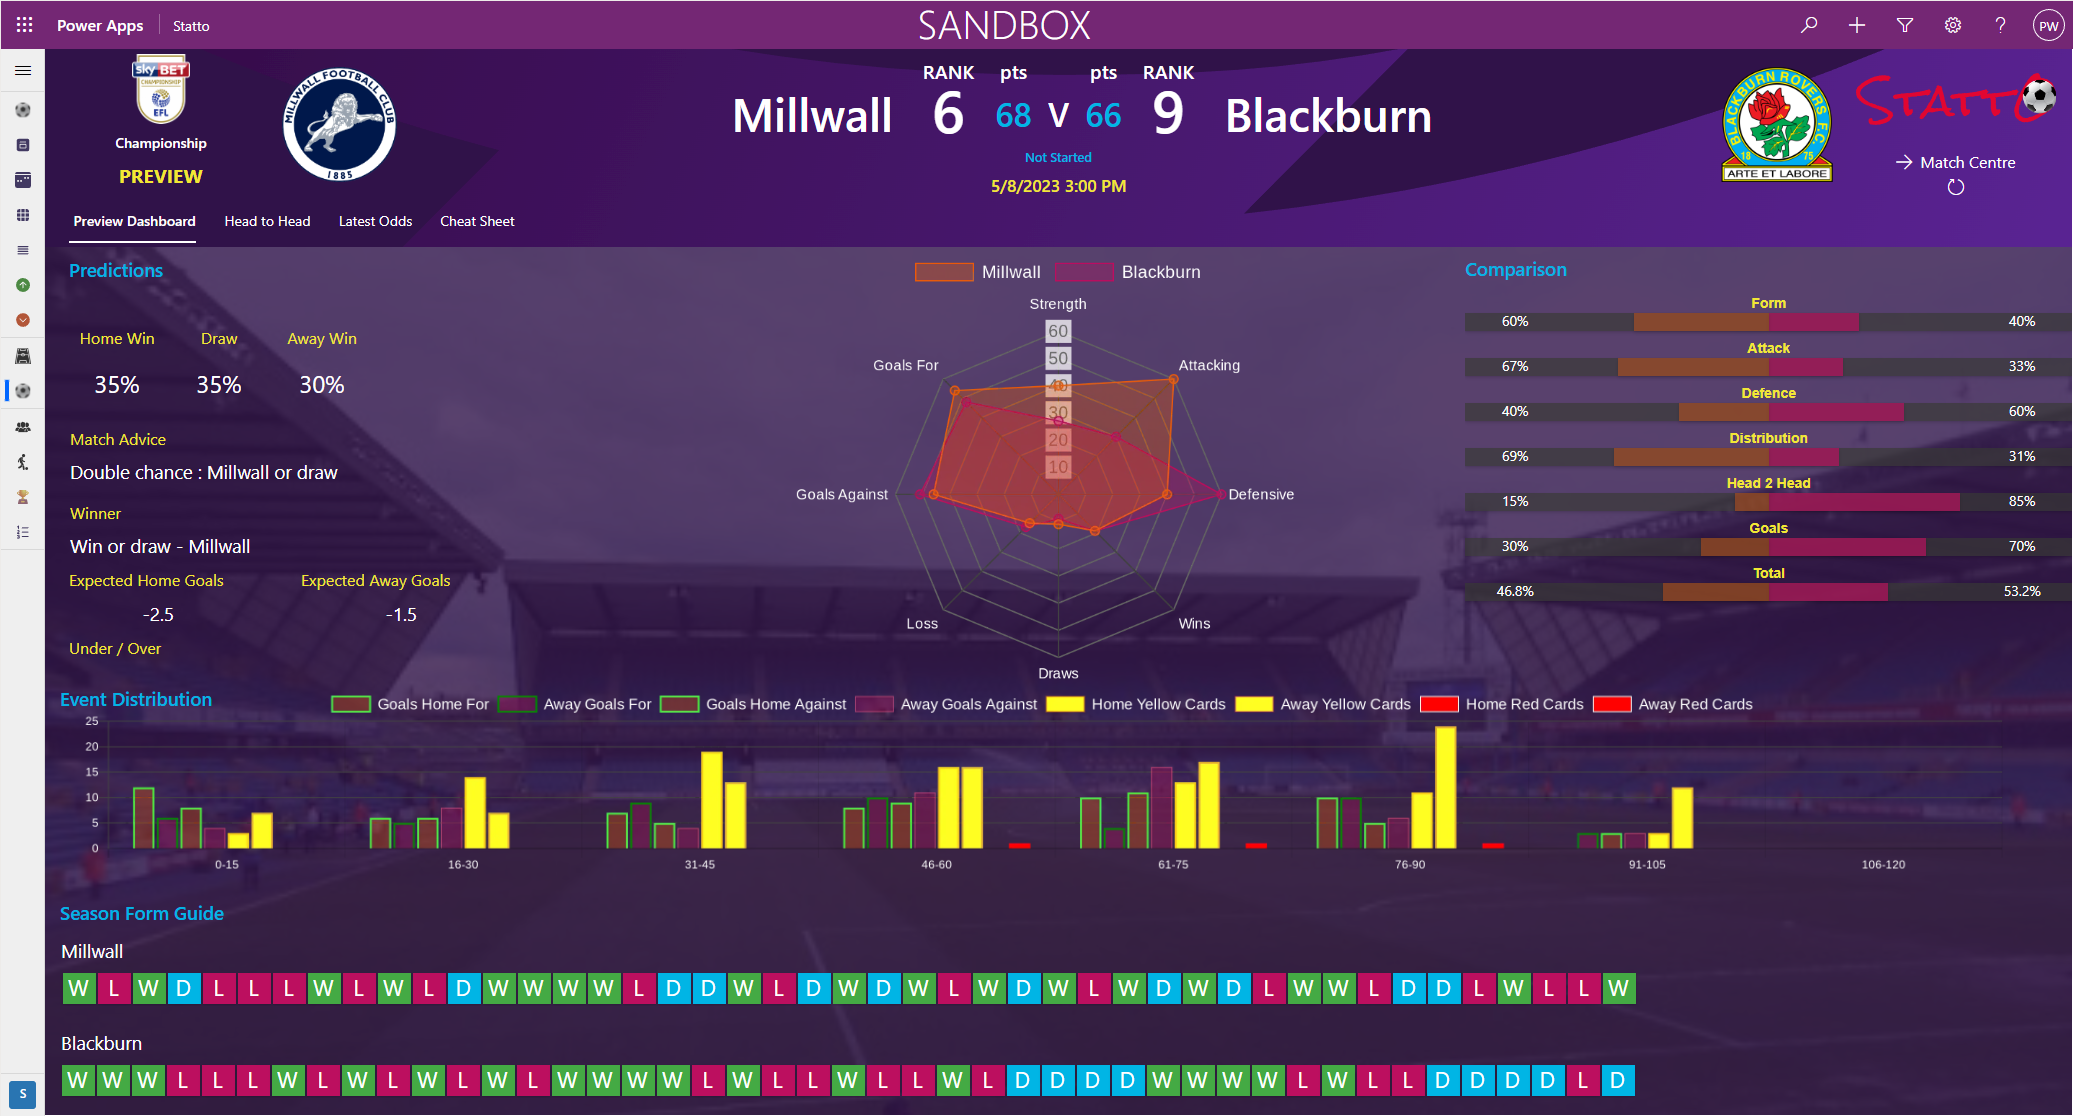 Power Apps
Statto
SANDBOX
PW
sky BET
CHAMPIONSHIP
EFL
Championship
PREVIEW
MILLWALL FOOTBALL CLUB
1885
RANK pts pts RANK
Millwall 6 68 V 66 9 Blackburn
Not Started
5/8/2023 3:00 PM
BLACKBURN ROVERS F.C.
18 75
ARTE ET LABORE
STATTO
Match Centre
Preview Dashboard Head to Head Latest Odds Cheat Sheet
Predictions
Home Win Draw Away Win
35% 35% 30%
Match Advice
Double chance : Millwall or draw
Winner
Win or draw - Millwall
Expected Home Goals Expected Away Goals
-2.5 -1.5
Under / Over
Millwall Blackburn
Strength
60
50
40
30
20
10
Goals For
Attacking
Goals Against
Defensive
Loss
Wins
Draws
Comparison
Form
60% 40%
Attack
67% 33%
Defence
40% 60%
Distribution
69% 31%
Head 2 Head
15% 85%
Goals
30% 70%
Total
46.8% 53.2%
Event Distribution
Goals Home For Away Goals For Goals Home Against Away Goals Against Home Yellow Cards Away Yellow Cards Home Red Cards Away Red Cards
25
20
15
10
5
0
0-15 16-30 31-45 46-60 61-75 76-90 91-105 106-120
Season Form Guide
Millwall
W L W D L L L W L W L D W W W W L D D W L D W D W L W D W L W D W D L W W L D D L W L L W
Blackburn
W W W L L L W L W L W L W L W W W W L W L L W L L W L D D D D W W W W L W L L D D D D L D
S